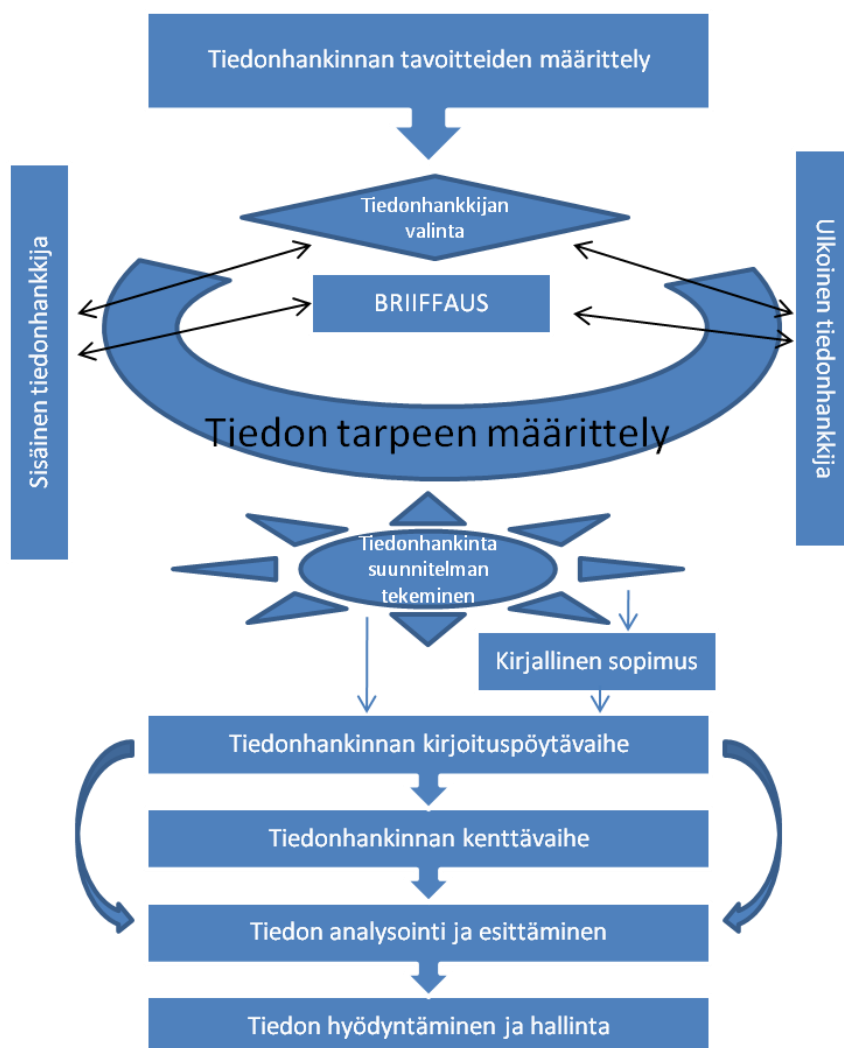 Tiedonhankinnan tavoitteiden määrittely
Tiedonhankkijan
valinta
BRIIFFAUS
Sisäinen tiedonhankkija
Ulkoinen tiedonhankkija
Tiedon tarpeen määrittely
Tiedonhankinta
suunnitelman
tekeminen
Kirjallinen sopimus
Tiedonhankinnan kirjoituspöytävaihe
Tiedonhankinnan kenttävaihe
Tiedon analysointi ja esittäminen
Tiedon hyödyntäminen ja hallinta